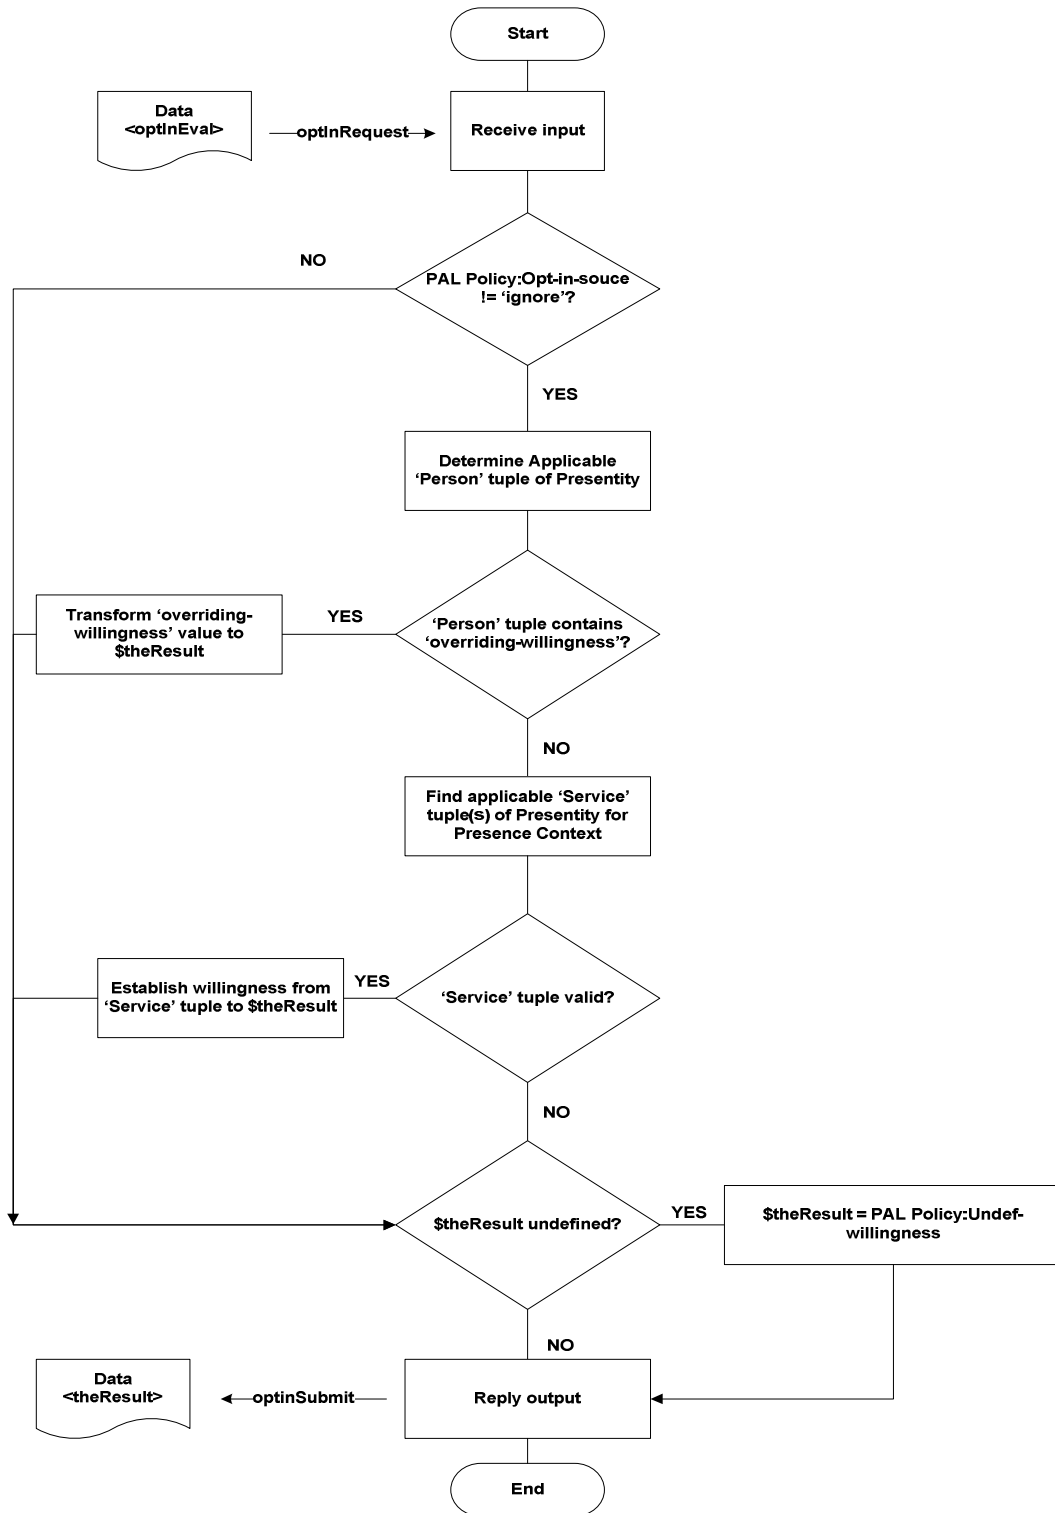 Start
Data
<optInEval>
optInRequest
Receive input
NO
PAL Policy:Opt-in-souce
!= ‘ignore’?
YES
Determine Applicable
‘Person’ tuple of Presentity
Transform ‘overriding-
willingness’ value to
$theResult
YES
‘Person’ tuple contains
‘overriding-willingness’?
NO
Find applicable ‘Service’
tuple(s) of Presentity for
Presence Context
Establish willingness from
‘Service’ tuple to $theResult
YES
‘Service’ tuple valid?
NO
$theResult undefined?
YES
$theResult = PAL Policy:Undef-
willingness
NO
Data
<theResult>
optinSubmit
Reply output
End